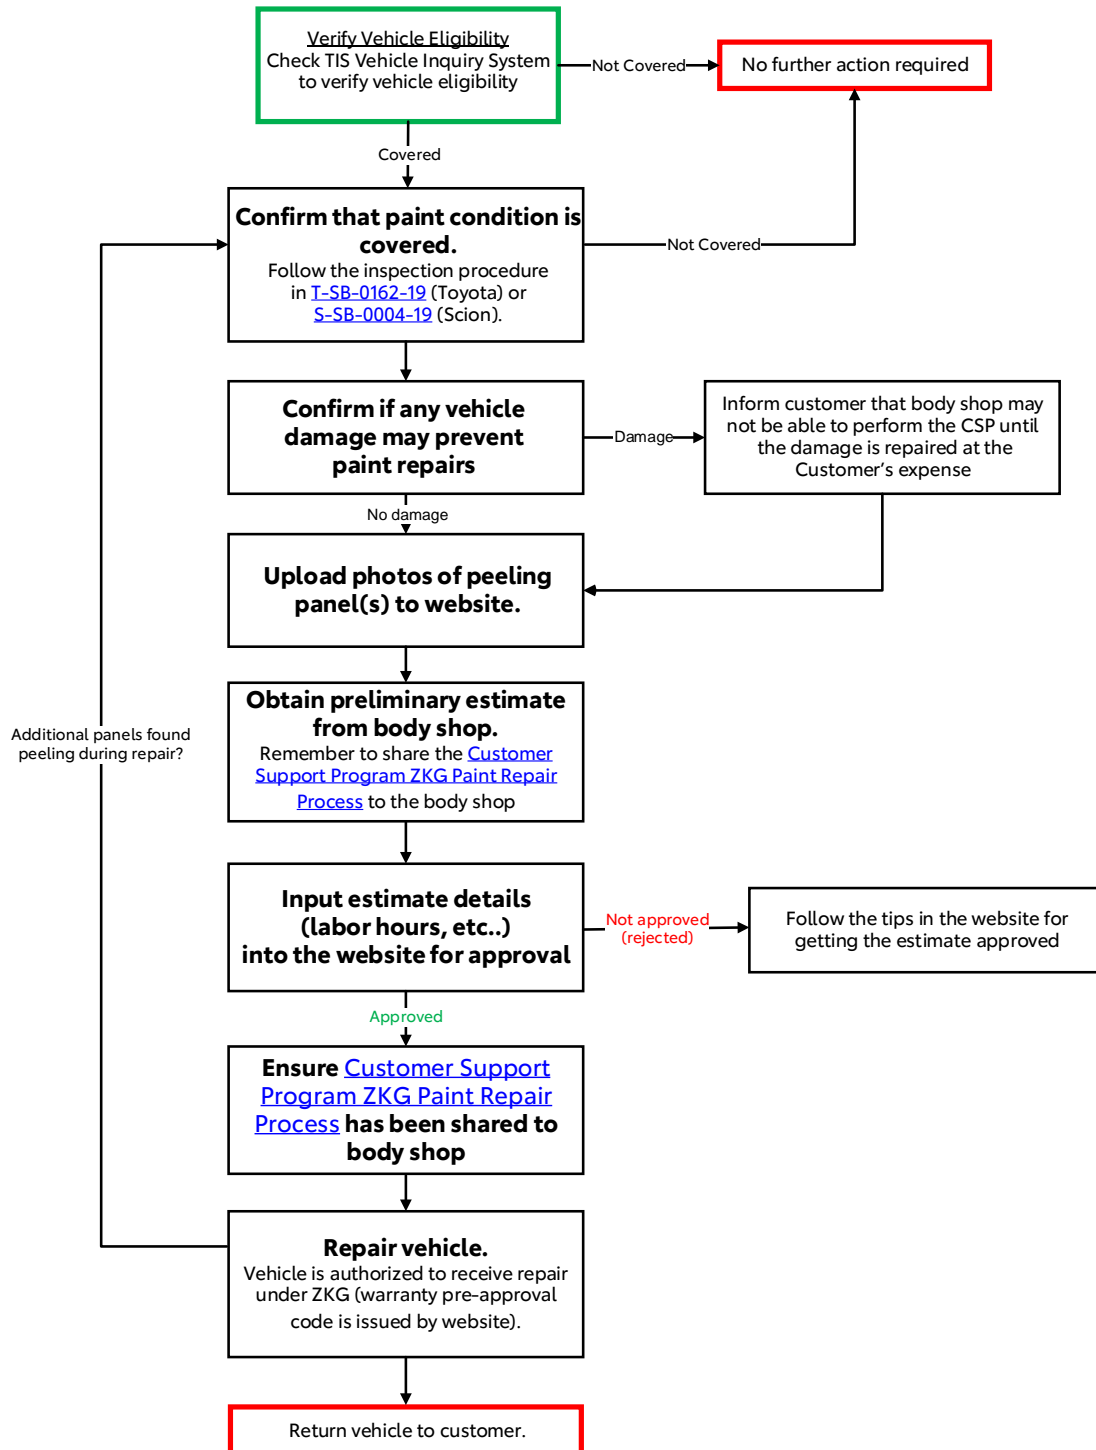 Verify Vehicle Eligibility
Check TIS Vehicle Inquiry System
to verify vehicle eligibility
Not Covered
No further action required
Covered
Confirm that paint condition is
covered.
Follow the inspection procedure
in T-SB-0162-19 (Toyota) or
S-SB-0004-19 (Scion).
Not Covered
Confirm if any vehicle
damage may prevent
paint repairs
Damage
Inform customer that body shop may
not be able to perform the CSP until
the damage is repaired at the
Customer’s expense
No damage
Upload photos of peeling
panel(s) to website.
Obtain preliminary estimate
from body shop.
Remember to share the Customer
Support Program ZKG Paint Repair
Process to the body shop
Additional panels found
peeling during repair?
Input estimate details
(labor hours, etc..)
into the website for approval
Not approved
(rejected)
Follow the tips in the website for
getting the estimate approved
Approved
Ensure Customer Support
Program ZKG Paint Repair
Process has been shared to
body shop
Repair vehicle.
Vehicle is authorized to receive repair
under ZKG (warranty pre-approval
code is issued by website).
Return vehicle to customer.